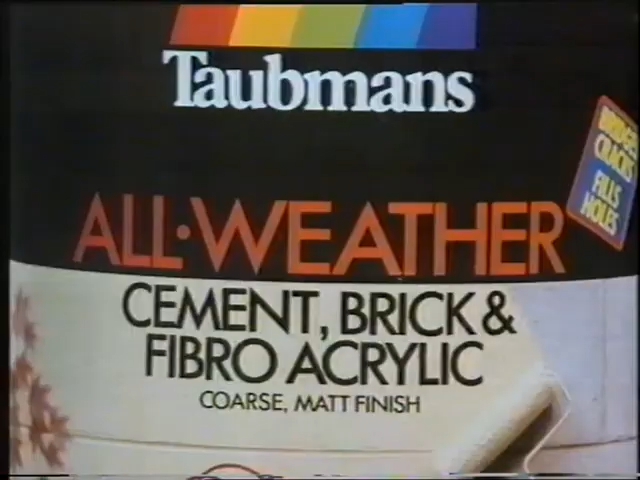 Taubmans
BRIDGES
CRACKS
FILLS
HOLES
ALL·WEATHER
CEMENT, BRICK &
FIBRO ACRYLIC
COARSE, MATT FINISH